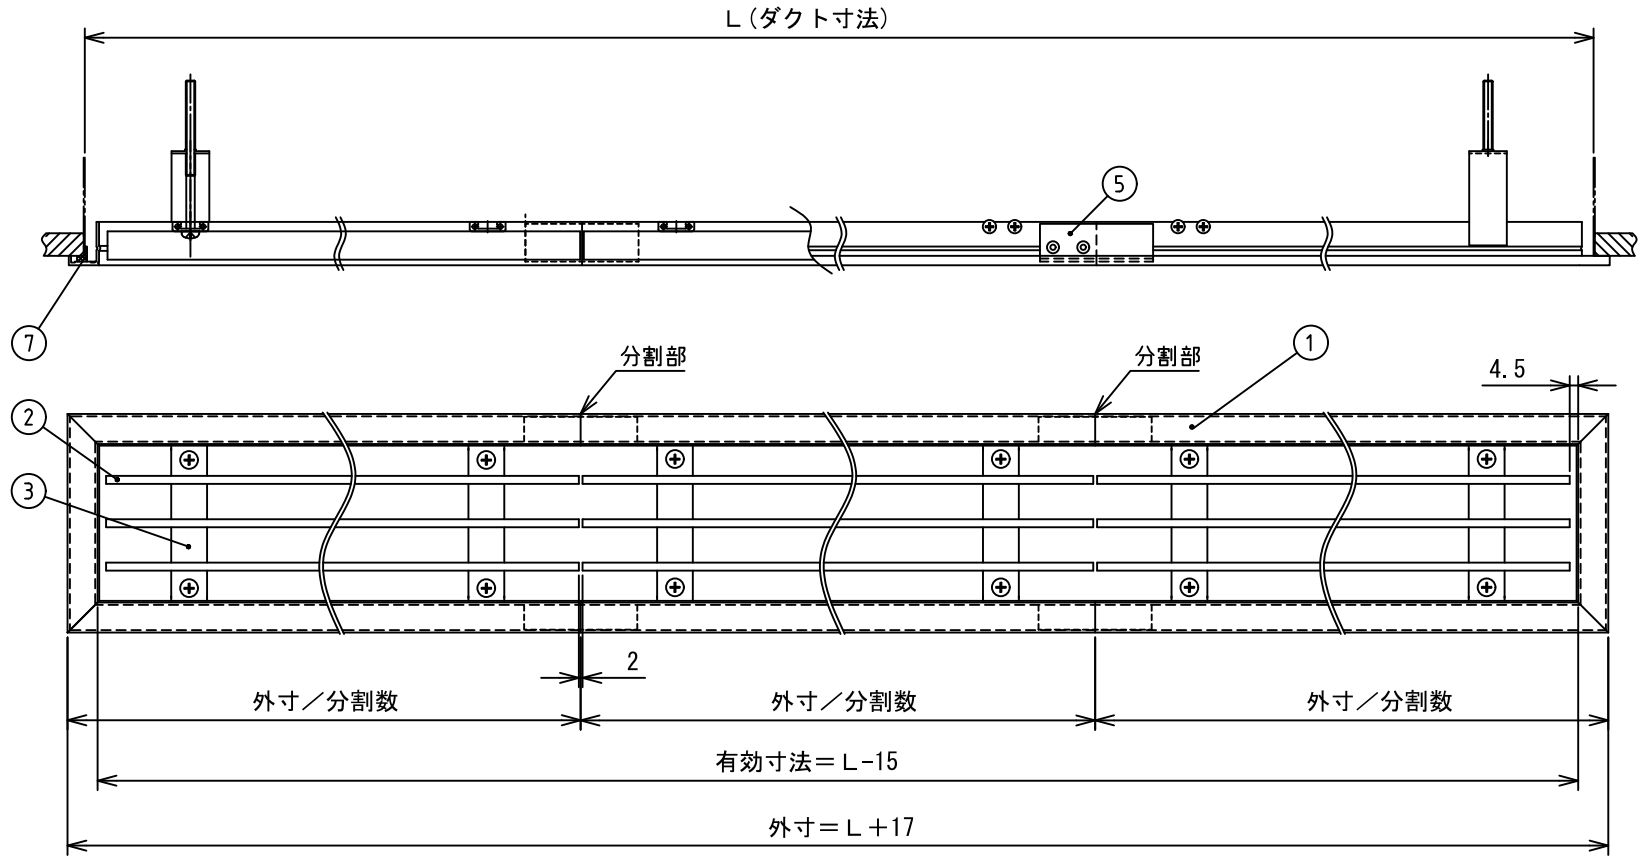 L(ダクト寸法)
5
7
分割部
分割部
1
4.5
2
3
2
外寸/分割数
外寸/分割数
外寸/分割数
有効寸法=L-15
外寸=L+17